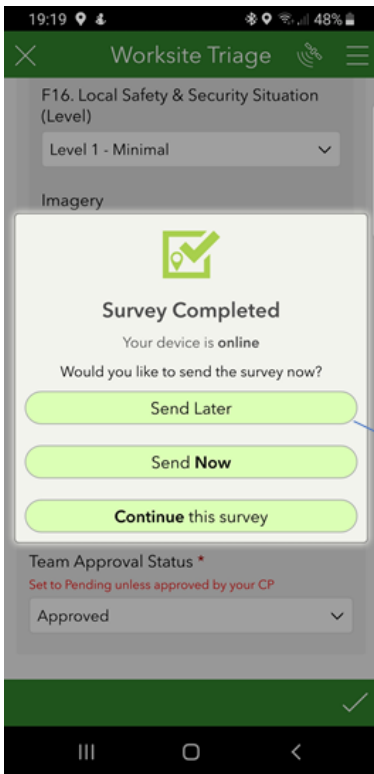 19:19 48%
Worksite Triage
F16. Local Safety & Security Situation
(Level)
Level 1 - Minimal
Imagery
Survey Completed
Your device is online
Would you like to send the survey now?
Send Later
Send Now
Continue this survey
Team Approval Status *
Set to Pending unless approved by your CP
Approved